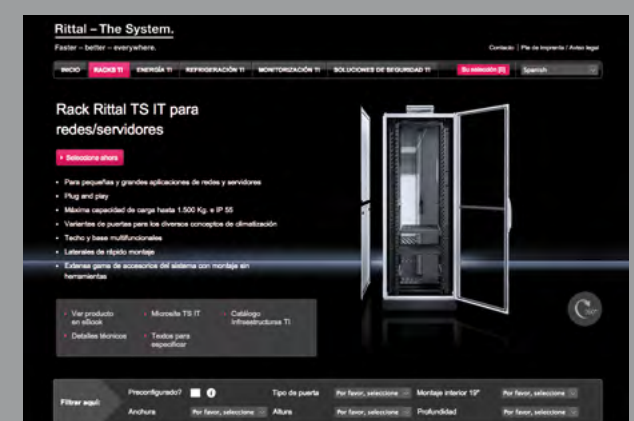 Rittal – The System.
Faster – better – everywhere.
Contacto | Pie de imprenta / Aviso legal
INICIO RACKS TI ENERGÍA TI REFRIGERACIÓN TI MONITORIZACIÓN TI SOLUCIONES DE SEGURIDAD TI Su selección [0] Spanish
Rack Rittal TS IT para
redes/servidores
Seleccione ahora
• Para pequeñas y grandes aplicaciones de redes y servidores
• Plug and play
• Máxima capacidad de carga hasta 1.500 Kg. e IP 55
• Variantes de puertas para los diversos conceptos de climatización
• Techo y base multifuncionales
• Laterales de rápido montaje
• Extensa gama de accesorios del sistema con montaje sin
herramientas
Ver producto
en eBook
Microsite TS IT
Catálogo
Infraestructuras TI
Detalles técnicos
Textos para
especificar
360°
Filtrar aquí:
Preconfigurado? Tipo de puerta Por favor, seleccione Montaje interior 19" Por favor, seleccione
Anchura Por favor, seleccione Altura Por favor, seleccione Profundidad Por favor, seleccione